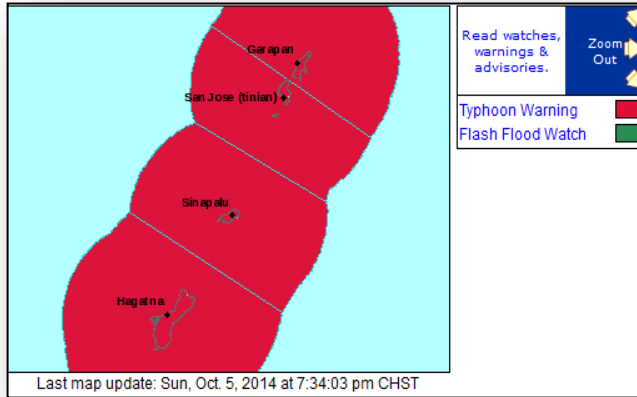 Garapan
San Jose (tinian)
Sinapalu
Hagatna
Last map update: Sun, Oct. 5, 2014 at 7:34:03 pm CHST
Read watches,
warnings &
advisories.
Zoom
Out
Typhoon Warning
Flash Flood Watch